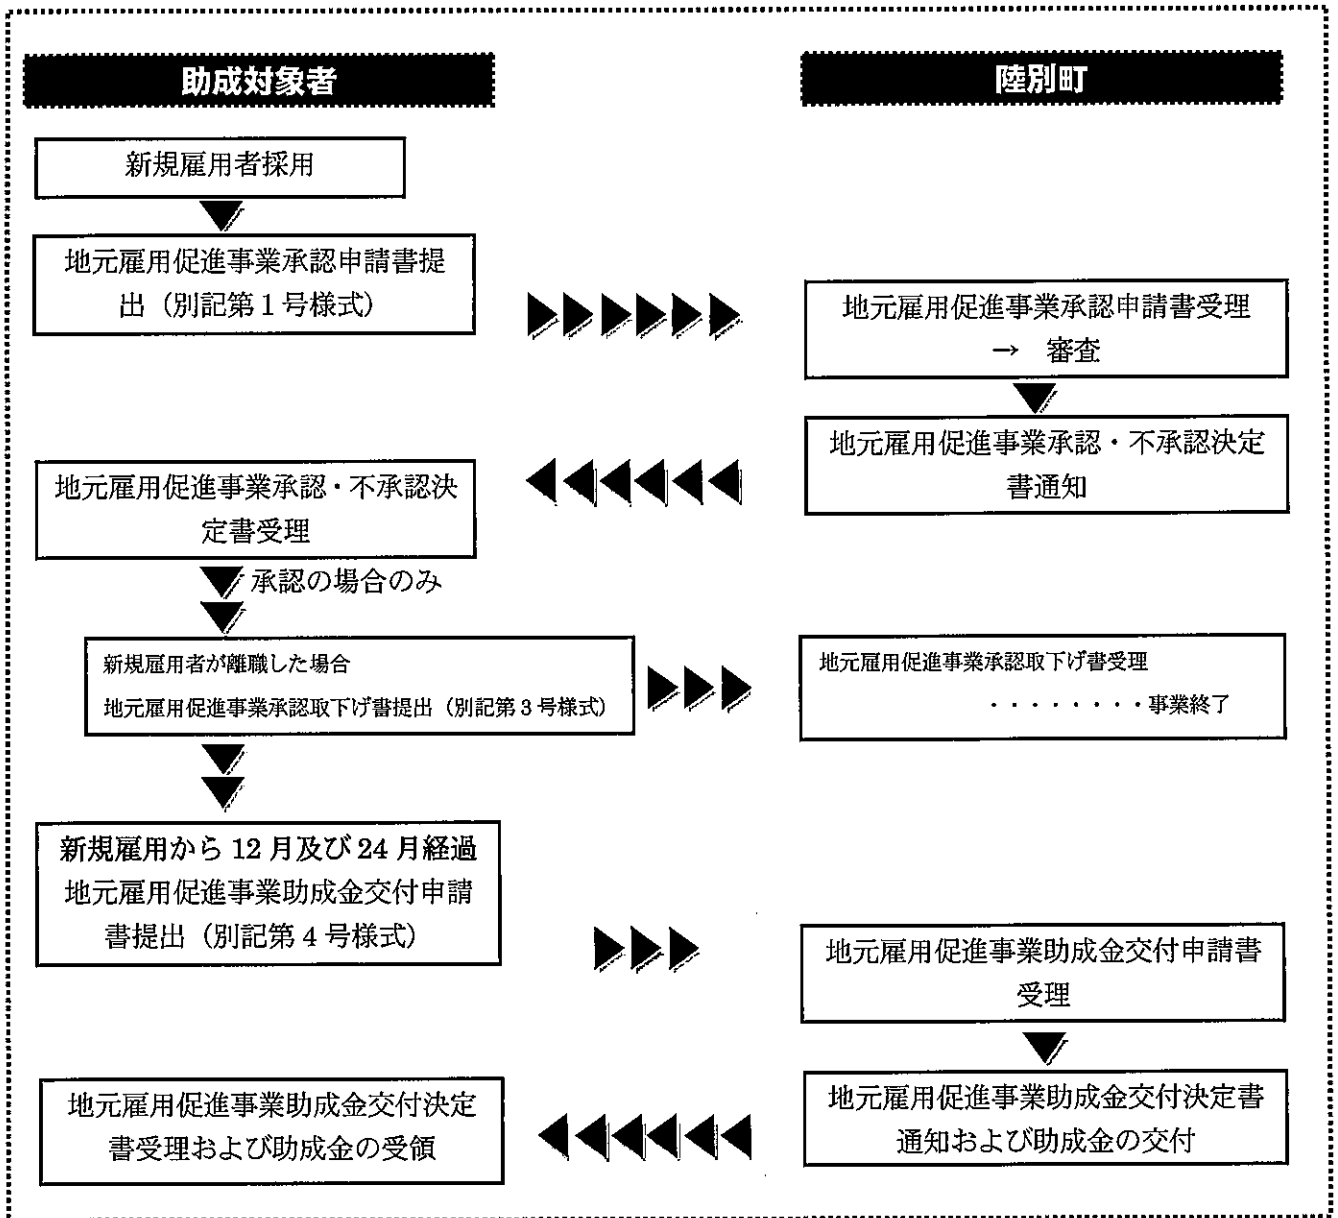 助成対象者
陸別町
新規雇用者採用
地元雇用促進事業承認申請書提
出（別記第１号様式）
地元雇用促進事業承認申請書受理
→　審査
地元雇用促進事業承認・不承認決定
書通知
地元雇用促進事業承認・不承認決
定書受理
承認の場合のみ
新規雇用者が離職した場合
地元雇用促進事業承認取下げ書提出（別記第３号様式）
地元雇用促進事業承認取下げ書受理
・・・・・・・・事業終了
新規雇用から 12 月及び 24 月経過
地元雇用促進事業助成金交付申請
書提出（別記第４号様式）
地元雇用促進事業助成金交付申請書
受理
地元雇用促進事業助成金交付決定書
通知および助成金の交付
地元雇用促進事業助成金交付決定
書受理および助成金の受領